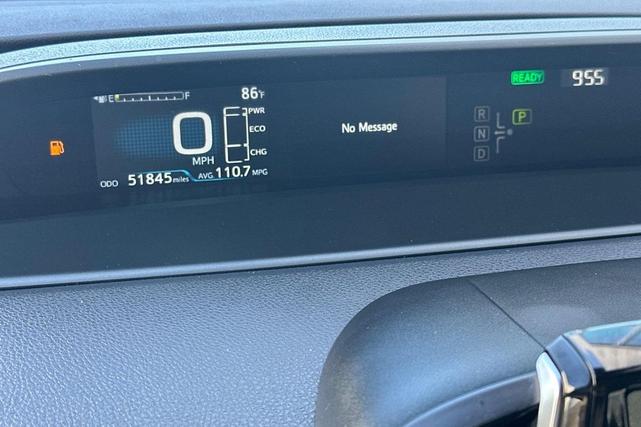 E F 86°F
0
MPH
PWR
ECO
CHG
ODO 51845 miles AVG 110.7 MPG
No Message
READY 955
R
N P
D